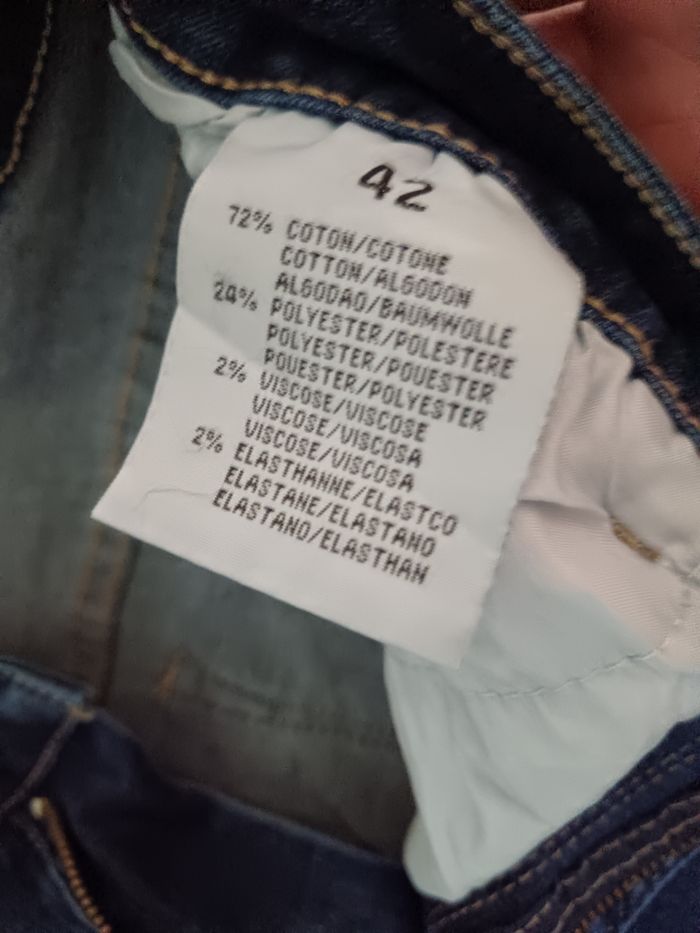 42
72% COTON/COTONE
COTTON/ALGODON
ALGODAO/BAUMWOLLE
24% POLYESTER/POLESTERE
POLYESTER/POUESTER
POUESTER/POLYESTER
2% VISCOSE/VISCOSE
VISCOSE/VISCOSA
VISCOSE/VISCOSA
2% ELASTHANNE/ELASTCO
ELASTANE/ELASTANO
ELASTANO/ELASTHAN